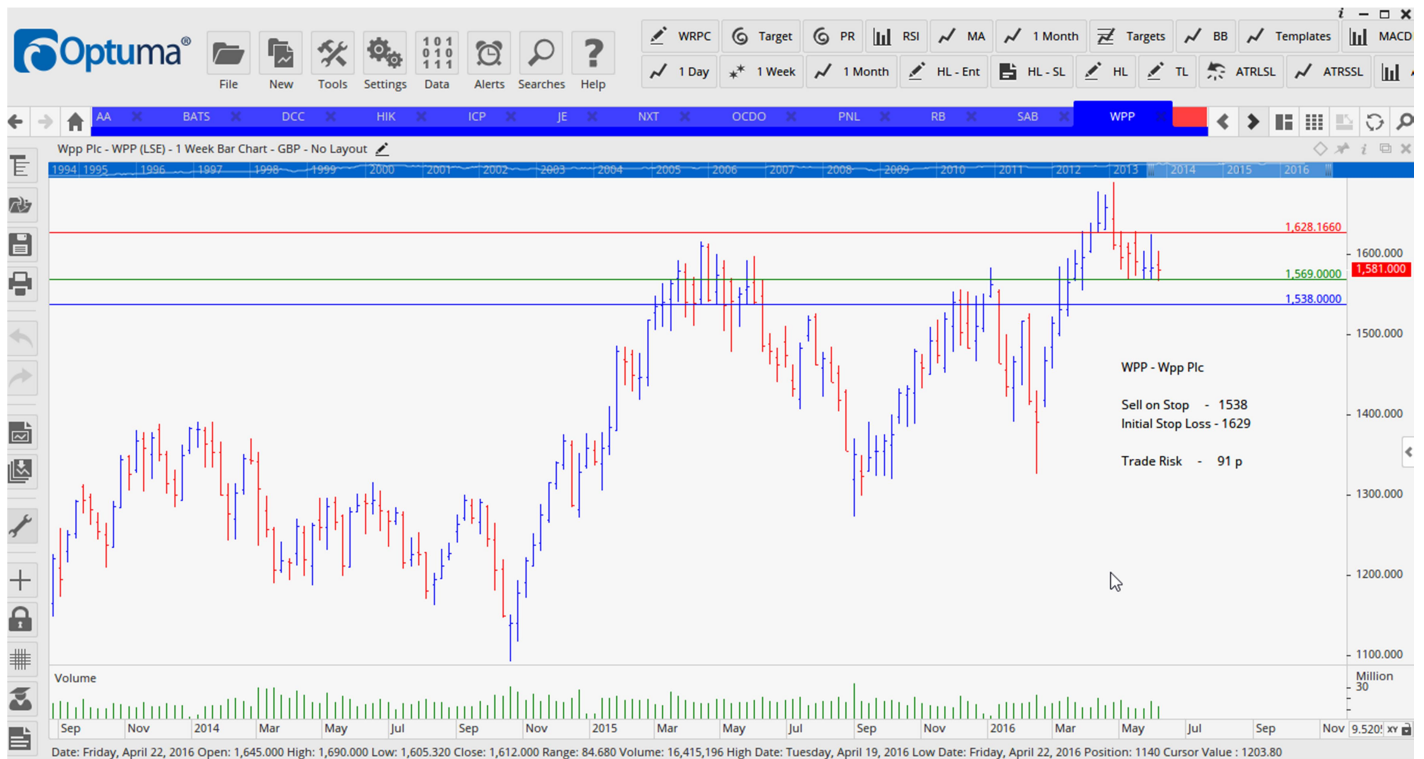 i
Optuma®
File New Tools Settings Data Alerts Searches Help
101
010
111
WRPC Target PR RSI MA 1 Month Targets BB Templates MACD
1 Day 1 Week 1 Month HL - Ent HL - SL HL TL ATRLSL ATRSSL
AA BATS DCC HIK ICP JE NXT OCDO PNL RB SAB WPP
Wpp Plc - WPP (LSE) - 1 Week Bar Chart - GBP - No Layout
1994 1995 1996 1997 1998 1999 2000 2001 2002 2003 2004 2005 2006 2007 2008 2009 2010 2011 2012 2013 2014 2015 2016
1,628.1660
1600.000
1,581.000
1,569.0000
1,538.0000
1500.000
WPP - Wpp Plc
Sell on Stop - 1538
1400.000
Initial Stop Loss - 1629
Trade Risk - 91 p
1300.000
1200.000
1100.000
Volume
Million
30
Sep Nov 2014 Mar May Jul Sep Nov 2015 Mar May Jul Sep Nov 2016 Mar May Jul Sep Nov XY
Date: Friday, April 22, 2016 Open: 1,645.000 High: 1,690.000 Low: 1,605.320 Close: 1,612.000 Range: 84.680 Volume: 16,415,196 High Date: Tuesday, April 19, 2016 Low Date: Friday, April 22, 2016 Position: 1140 Cursor Value : 1203.80